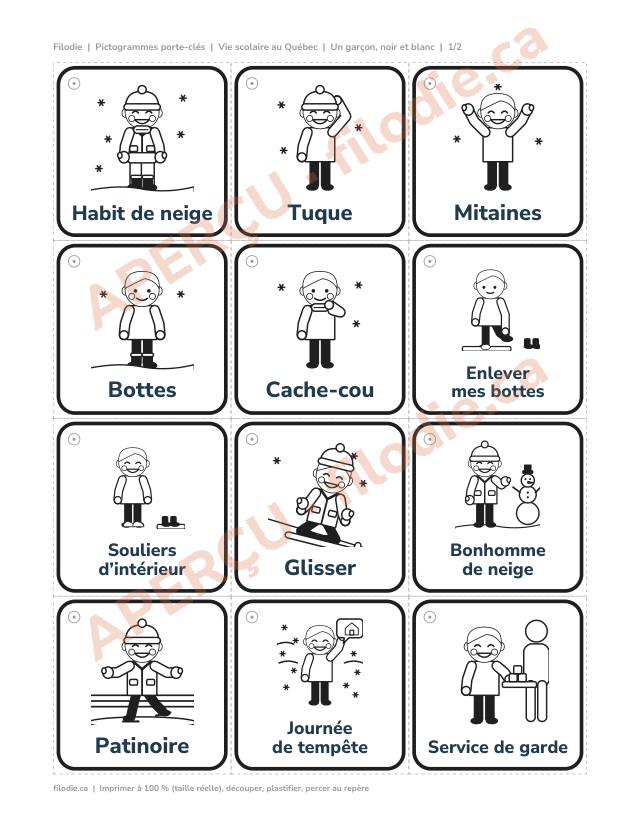 Filodie | Pictogrammes porte-clés | Vie scolaire au Québec | Un garçon, noir et blanc | 1/2
Habit de neige
Tuque
Mitaines
Bottes
Cache-cou
Enlever
mes bottes
Souliers
d'intérieur
Glisser
Bonhomme
de neige
Patinoire
Journée
de tempête
Service de garde
filodie.ca | Imprimer à 100 % (taille réelle), découper, plastifier, percer au repère
APERÇU · filodie.ca
APERÇU · filodie.ca